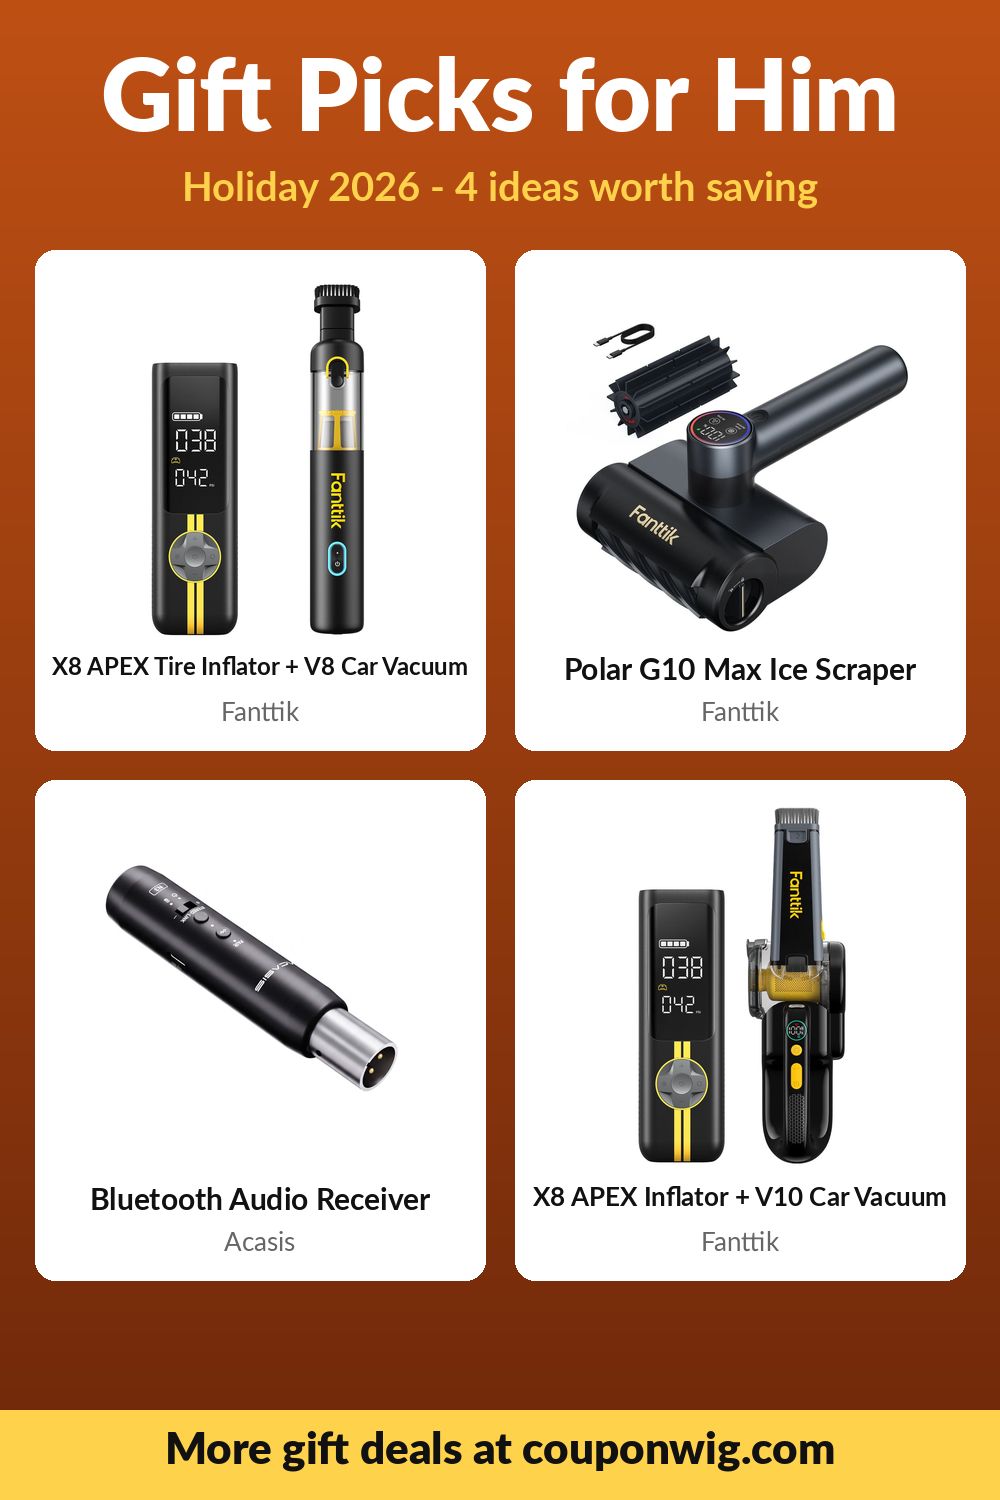 Gift Picks for Him
Holiday 2026 - 4 ideas worth saving
038
042
Fanttik
X8 APEX Tire Inflator + V8 Car Vacuum
Fanttik
Fanttik
Polar G10 Max Ice Scraper
Fanttik
ACASIS
Bluetooth Audio Receiver
Acasis
038
042
Fanttik
X8 APEX Inflator + V10 Car Vacuum
Fanttik
More gift deals at couponwig.com